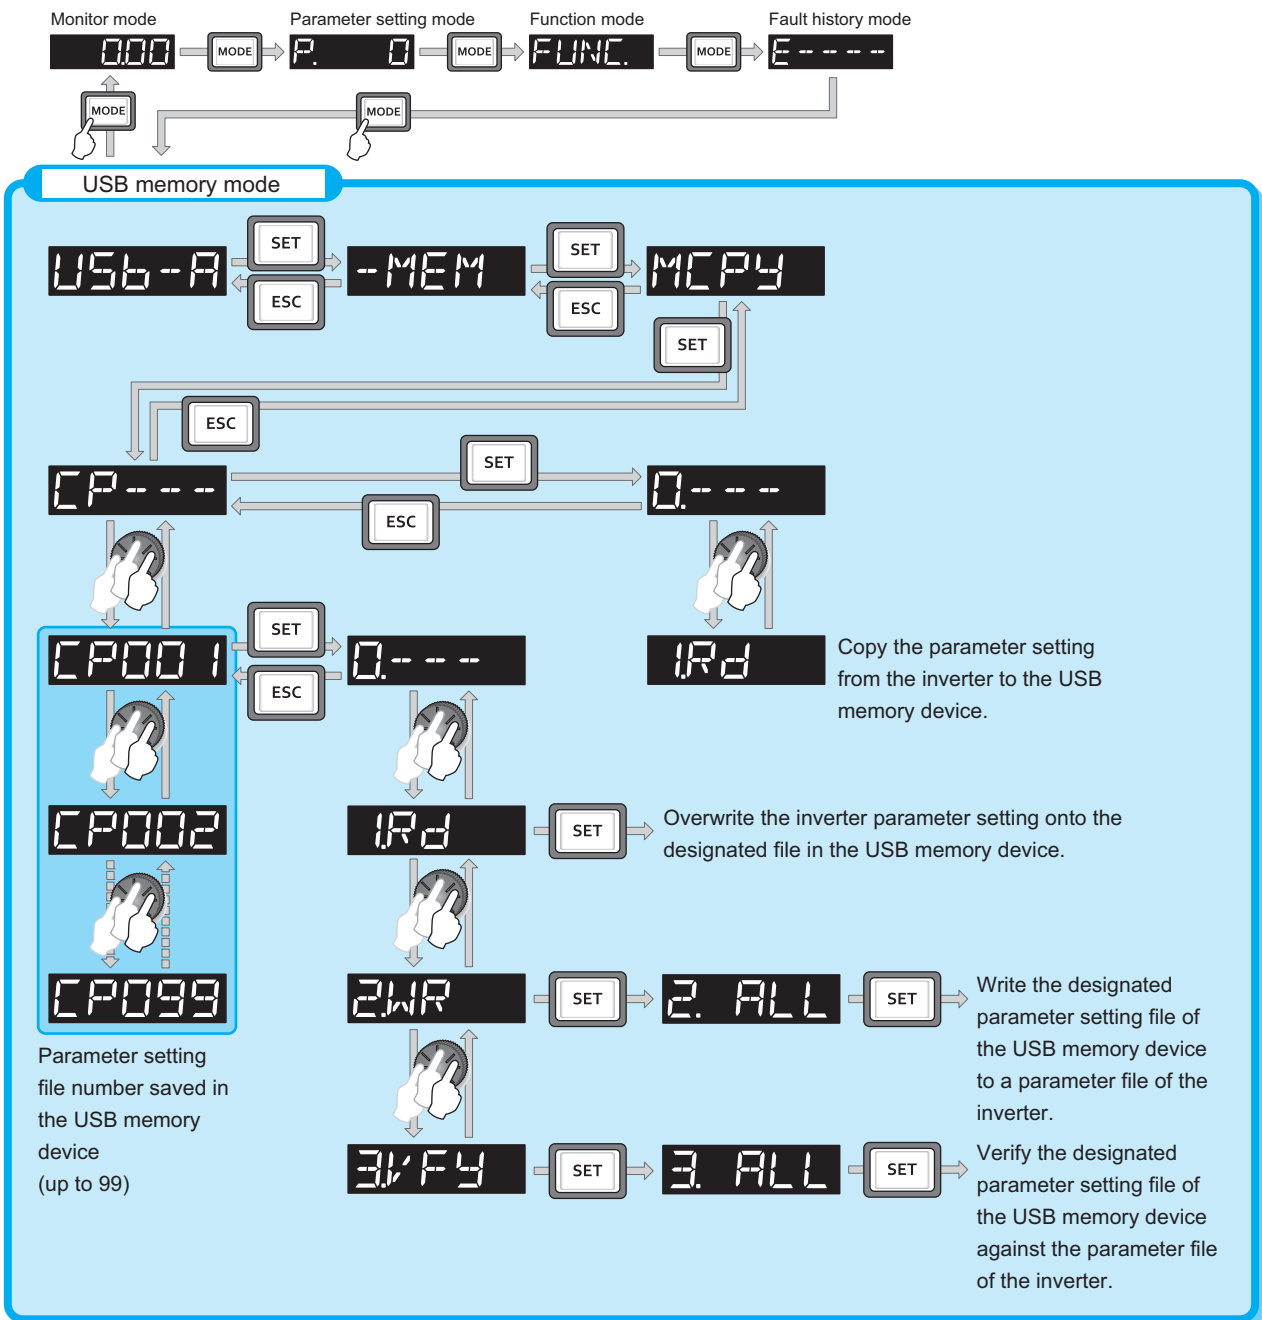 Monitor mode Parameter setting mode Function mode Fault history mode
0.00 MODE P. 0 MODE FUNC. MODE E----
MODE MODE
USB memory mode
USb-A SET ESC -MEM SET ESC MCPY
SET
ESC
CP--- SET ESC 0.---
CP001 SET ESC 0.--- 1.Rd Copy the parameter setting
from the inverter to the USB
memory device.
CP002 1.Rd SET Overwrite the inverter parameter setting onto the
designated file in the USB memory device.
CP099 2.WR SET 2. ALL SET Write the designated
parameter setting file of
the USB memory device
to a parameter file of the
inverter.
Parameter setting
file number saved in
the USB memory
device
(up to 99)
3.VFY SET 3. ALL SET Verify the designated
parameter setting file of
the USB memory device
against the parameter file
of the inverter.